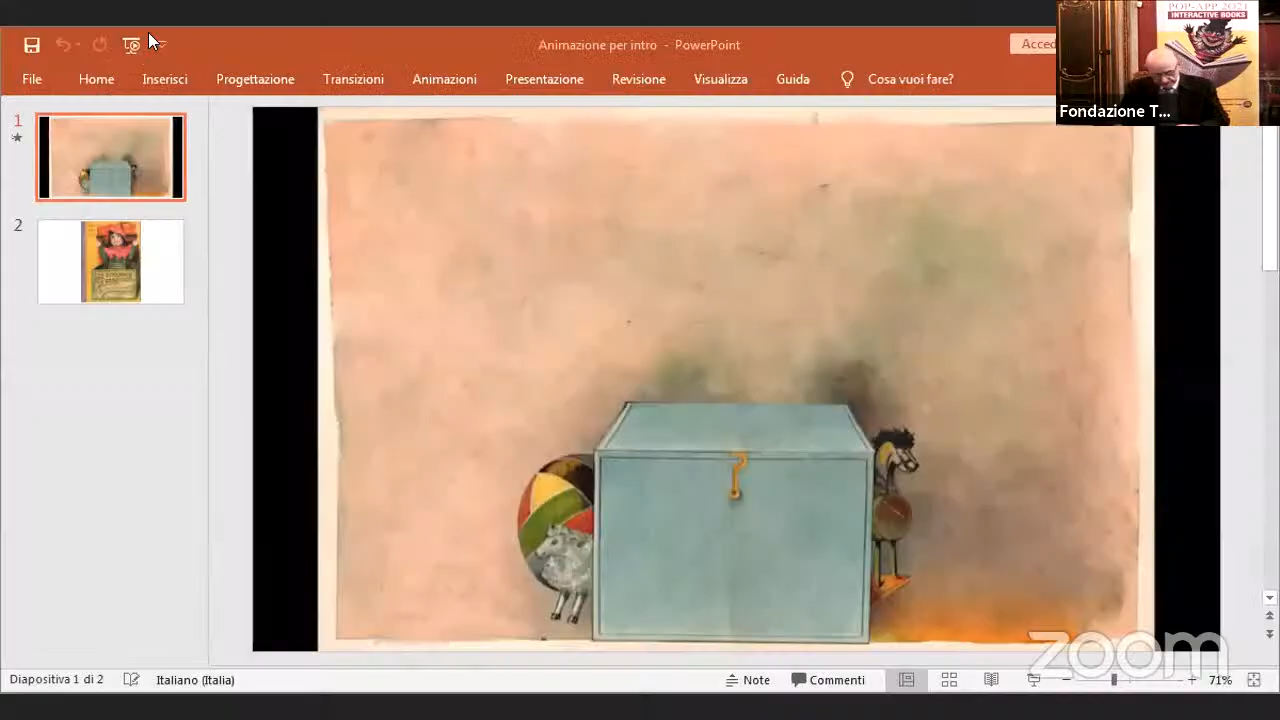 Animazione per intro - PowerPoint
Acced
POP-APP 2021
INTERACTIVE BOOKS
File Home Inserisci Progettazione Transizioni Animazioni Presentazione Revisione Visualizza Guida Cosa vuoi fare?
Fondazione T...
1
2
zoom
Diapositiva 1 di 2 Italiano (Italia) Note Commenti 71%